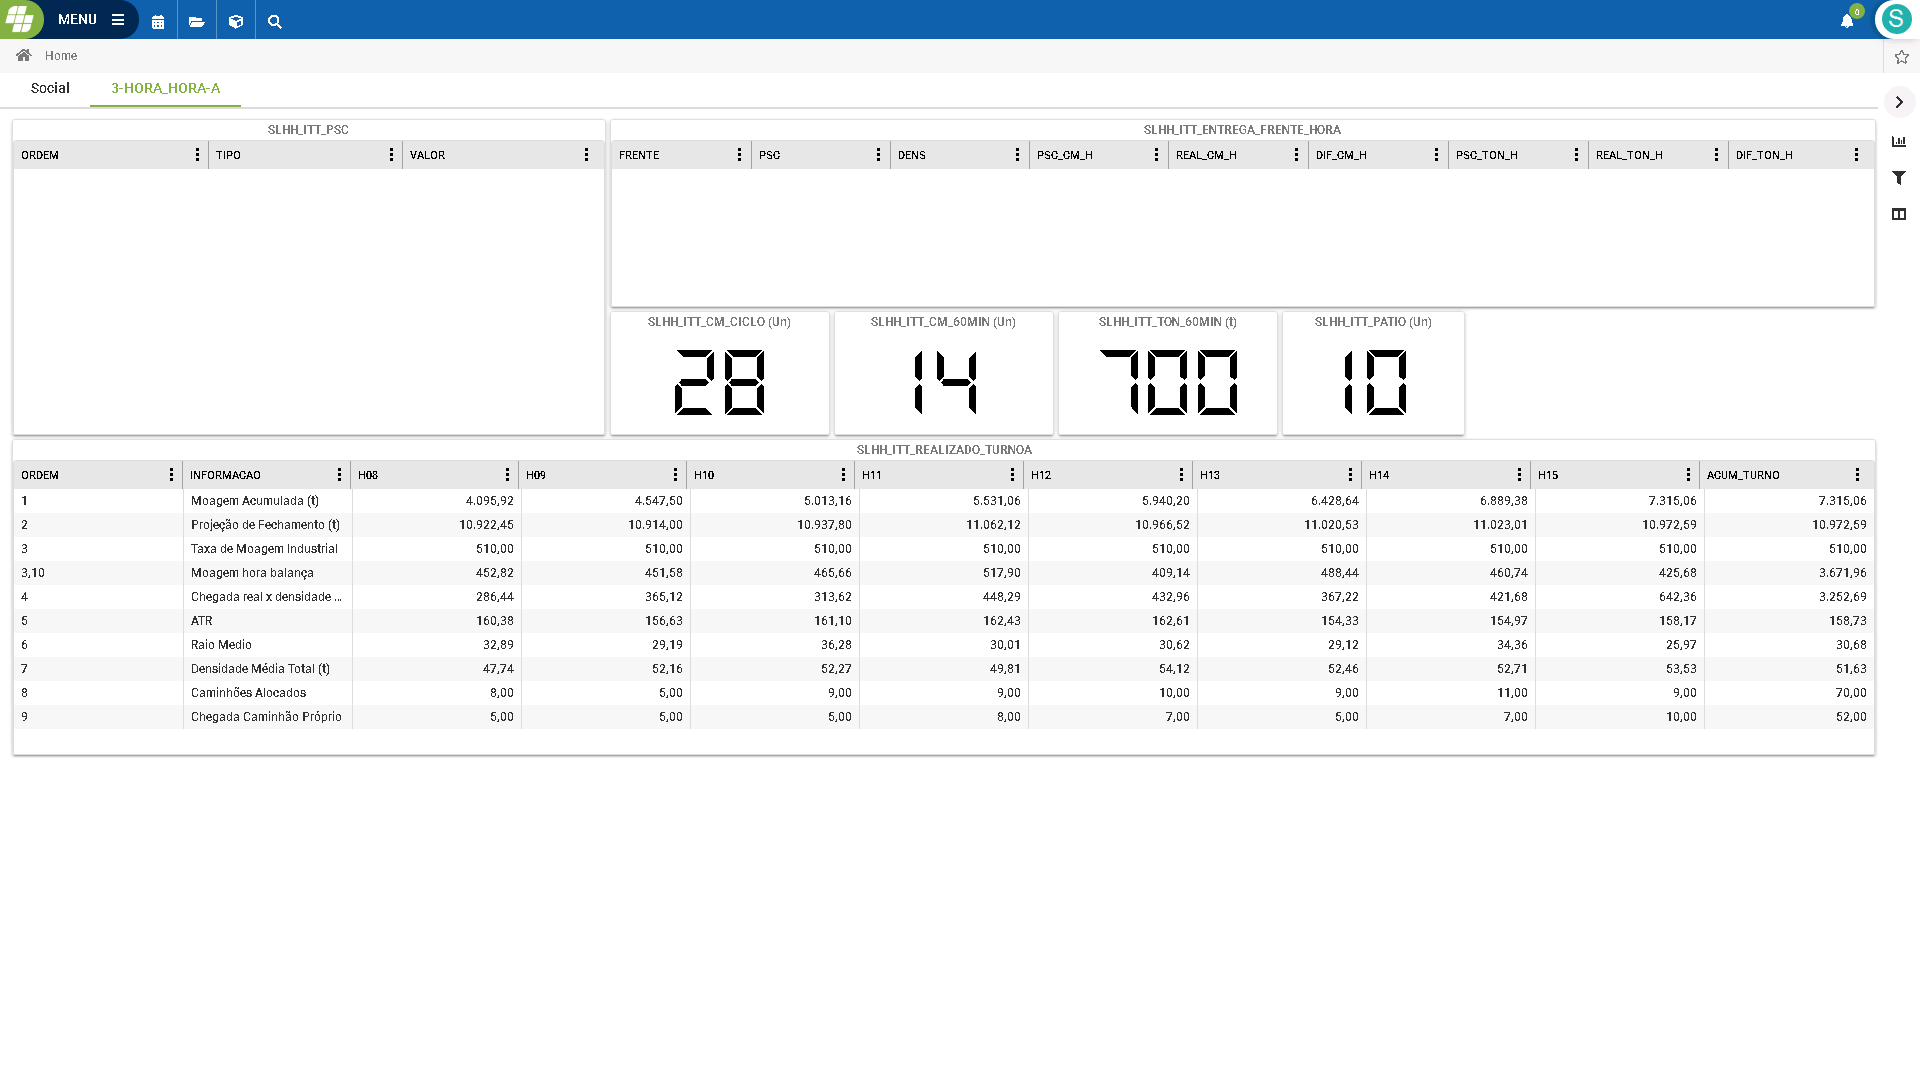 MENU
0
S
Home
Social 3-HORA_HORA-A
SLHH_ITT_PSC
ORDEM TIPO VALOR
SLHH_ITT_ENTREGA_FRENTE_HORA
FRENTE PSC DENS PSC_CM_H REAL_CM_H DIF_CM_H PSC_TON_H REAL_TON_H DIF_TON_H
SLHH_ITT_CM_CICLO (Un) SLHH_ITT_CM_60MIN (Un) SLHH_ITT_TON_60MIN (t) SLHH_ITT_PATIO (Un)
28 14 700 10
SLHH_ITT_REALIZADO_TURNOA
ORDEM INFORMACAO H08 H09 H10 H11 H12 H13 H14 H15 ACUM_TURNO
1 Moagem Acumulada (t) 4.095,92 4.547,50 5.013,16 5.531,06 5.940,20 6.428,64 6.889,38 7.315,06 7.315,06
2 Projeção de Fechamento (t) 10.922,45 10.914,00 10.937,80 11.062,12 10.966,52 11.020,53 11.023,01 10.972,59 10.972,59
3 Taxa de Moagem Industrial 510,00 510,00 510,00 510,00 510,00 510,00 510,00 510,00 510,00
3,10 Moagem hora balança 452,82 451,58 465,66 517,90 409,14 488,44 460,74 425,68 3.671,96
4 Chegada real x densidade ... 286,44 365,12 313,62 448,29 432,96 367,22 421,68 642,36 3.252,69
5 ATR 160,38 156,63 161,10 162,43 162,61 154,33 154,97 158,17 158,73
6 Raio Medio 32,89 29,19 36,28 30,01 30,62 29,12 34,36 25,97 30,68
7 Densidade Média Total (t) 47,74 52,16 52,27 49,81 54,12 52,46 52,71 53,53 51,63
8 Caminhões Alocados 8,00 5,00 9,00 9,00 10,00 9,00 11,00 9,00 70,00
9 Chegada Caminhão Próprio 5,00 5,00 5,00 8,00 7,00 5,00 7,00 10,00 52,00